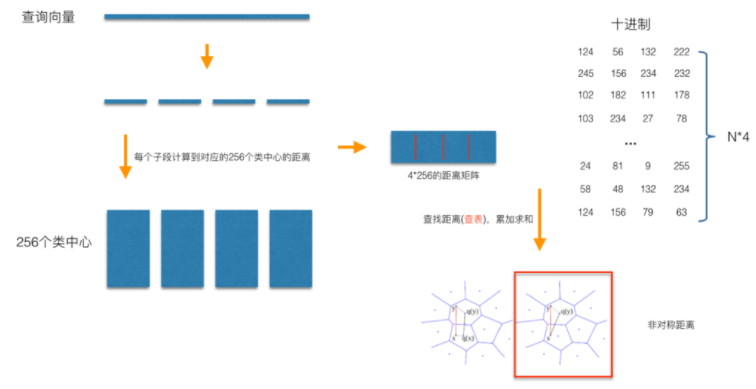 查询向量
每个子段计算到对应的256个类中心的距离
256个类中心
4*256的距离矩阵
查找距离(查表)，累加求和
十进制
124 56 132 222
245 156 234 232
102 182 111 178
103 234 27 78
...
24 81 9 255
58 48 132 234
124 156 79 63
N*4
y q(y)
x q(x)
y q(y)
x
非对称距离